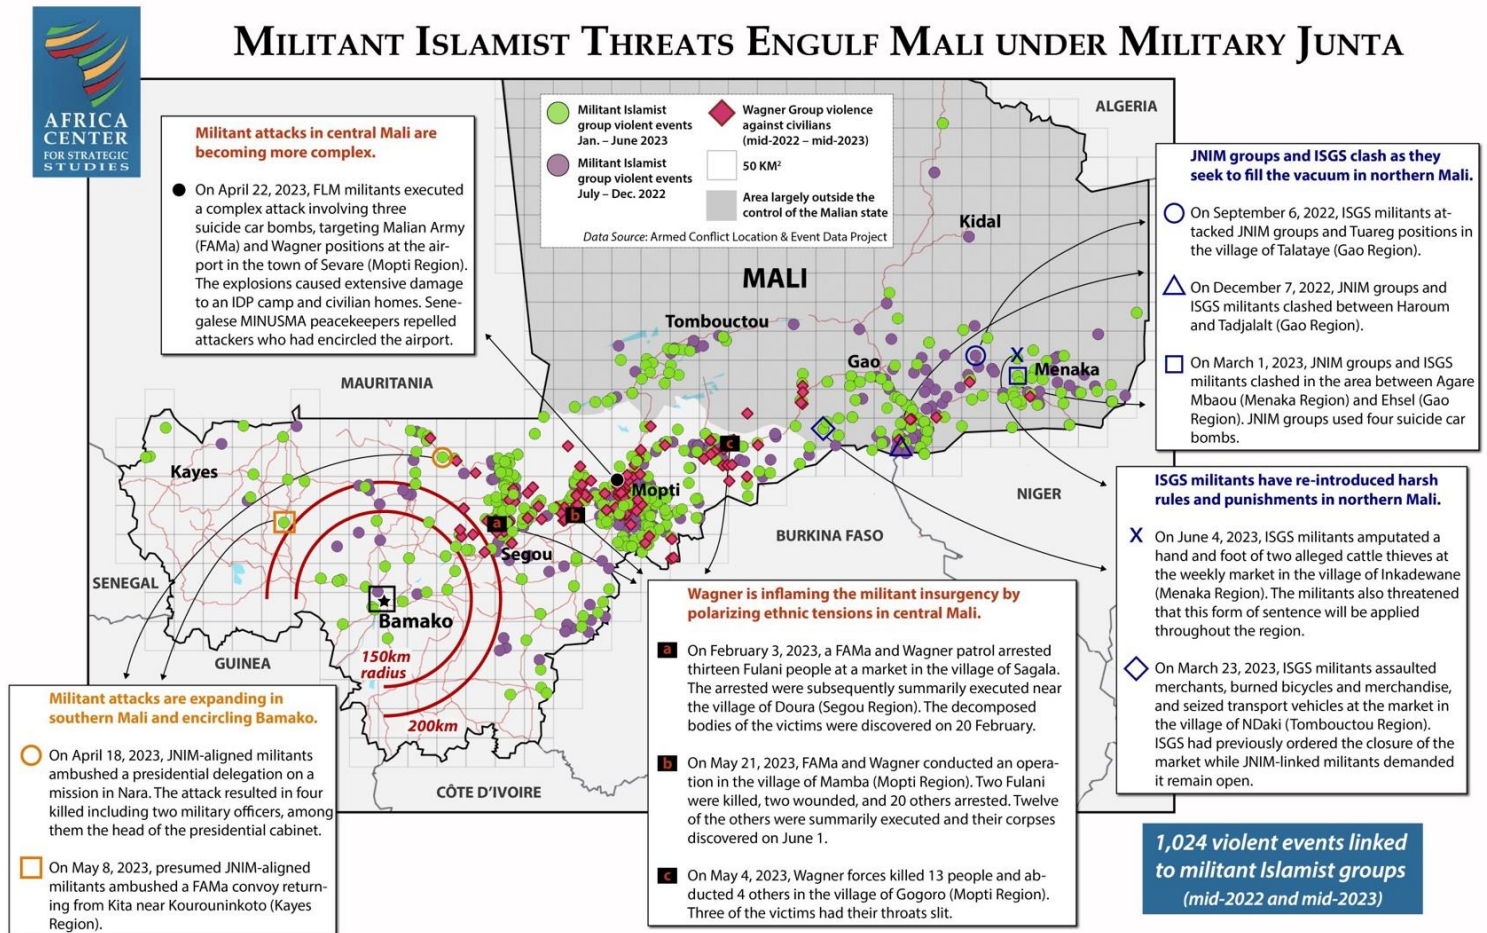 MILITANT ISLAMIST THREATS ENGULF MALI UNDER MILITARY JUNTA
AFRICA
CENTER
FOR STRATEGIC
STUDIES
Militant attacks in central Mali are
becoming more complex.
On April 22, 2023, FLM militants executed
a complex attack involving three
suicide car bombs, targeting Malian Army
(FAMa) and Wagner positions at the air-
port in the town of Sevare (Mopti Region).
The explosions caused extensive damage
to an IDP camp and civilian homes. Sene-
galese MINUSMA peacekeepers repelled
attackers who had encircled the airport.
Militant Islamist
group violent events
Jan. – June 2023
Militant Islamist
group violent events
July – Dec. 2022
Wagner Group violence
against civilians
(mid-2022 – mid-2023)
50 KM²
Area largely outside the
control of the Malian state
Data Source: Armed Conflict Location & Event Data Project
ALGERIA
JNIM groups and ISGS clash as they
seek to fill the vacuum in northern Mali.
On September 6, 2022, ISGS militants at-
tacked JNIM groups and Tuareg positions in
the village of Talataye (Gao Region).
On December 7, 2022, JNIM groups and
ISGS militants clashed between Haroum
and Tadjalalt (Gao Region).
On March 1, 2023, JNIM groups and ISGS
militants clashed in the area between Agare
Mbaou (Menaka Region) and Ehsel (Gao
Region). JNIM groups used four suicide car
bombs.
Kidal
MALI
Tombouctou
Gao
Menaka
MAURITANIA
Kayes
Mopti
c
a
b
Segou
NIGER
BURKINA FASO
SENEGAL
Bamako
GUINEA
150km
radius
200km
CÔTE D'IVOIRE
X
ISGS militants have re-introduced harsh
rules and punishments in northern Mali.
X On June 4, 2023, ISGS militants amputated a
hand and foot of two alleged cattle thieves at
the weekly market in the village of Inkadewane
(Menaka Region). The militants also threatened
that this form of sentence will be applied
throughout the region.
On March 23, 2023, ISGS militants assaulted
merchants, burned bicycles and merchandise,
and seized transport vehicles at the market in
the village of NDaki (Tombouctou Region).
ISGS had previously ordered the closure of the
market while JNIM-linked militants demanded
it remain open.
Wagner is inflaming the militant insurgency by
polarizing ethnic tensions in central Mali.
a On February 3, 2023, a FAMa and Wagner patrol arrested
thirteen Fulani people at a market in the village of Sagala.
The arrested were subsequently summarily executed near
the village of Doura (Segou Region). The decomposed
bodies of the victims were discovered on 20 February.
b On May 21, 2023, FAMa and Wagner conducted an opera-
tion in the village of Mamba (Mopti Region). Two Fulani
were killed, two wounded, and 20 others arrested. Twelve
of the others were summarily executed and their corpses
discovered on June 1.
c On May 4, 2023, Wagner forces killed 13 people and ab-
ducted 4 others in the village of Gogoro (Mopti Region).
Three of the victims had their throats slit.
Militant attacks are expanding in
southern Mali and encircling Bamako.
On April 18, 2023, JNIM-aligned militants
ambushed a presidential delegation on a
mission in Nara. The attack resulted in four
killed including two military officers, among
them the head of the presidential cabinet.
On May 8, 2023, presumed JNIM-aligned
militants ambushed a FAMa convoy return-
ing from Kita near Kourouninkoto (Kayes
Region).
1,024 violent events linked
to militant Islamist groups
(mid-2022 and mid-2023)